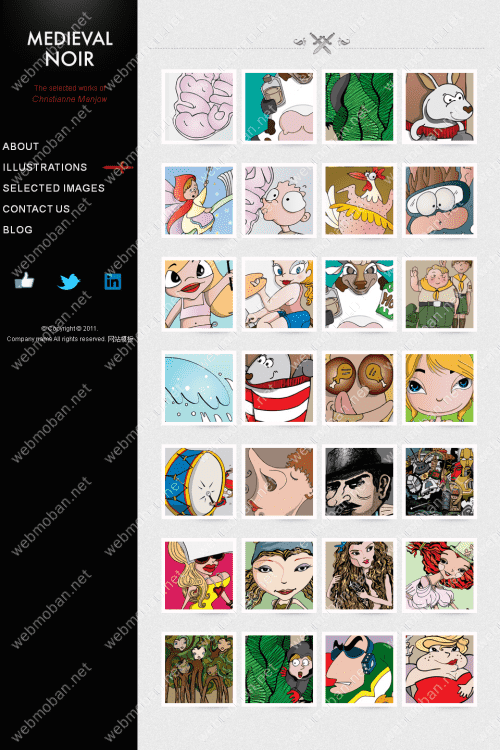 MEDIEVAL
NOIR
The selected works of
Christianne Manjow
ABOUT
ILLUSTRATIONS
SELECTED IMAGES
CONTACT US
BLOG
© Copyright © 2011.
Company name All rights reserved. 网站模板
webmoban.net